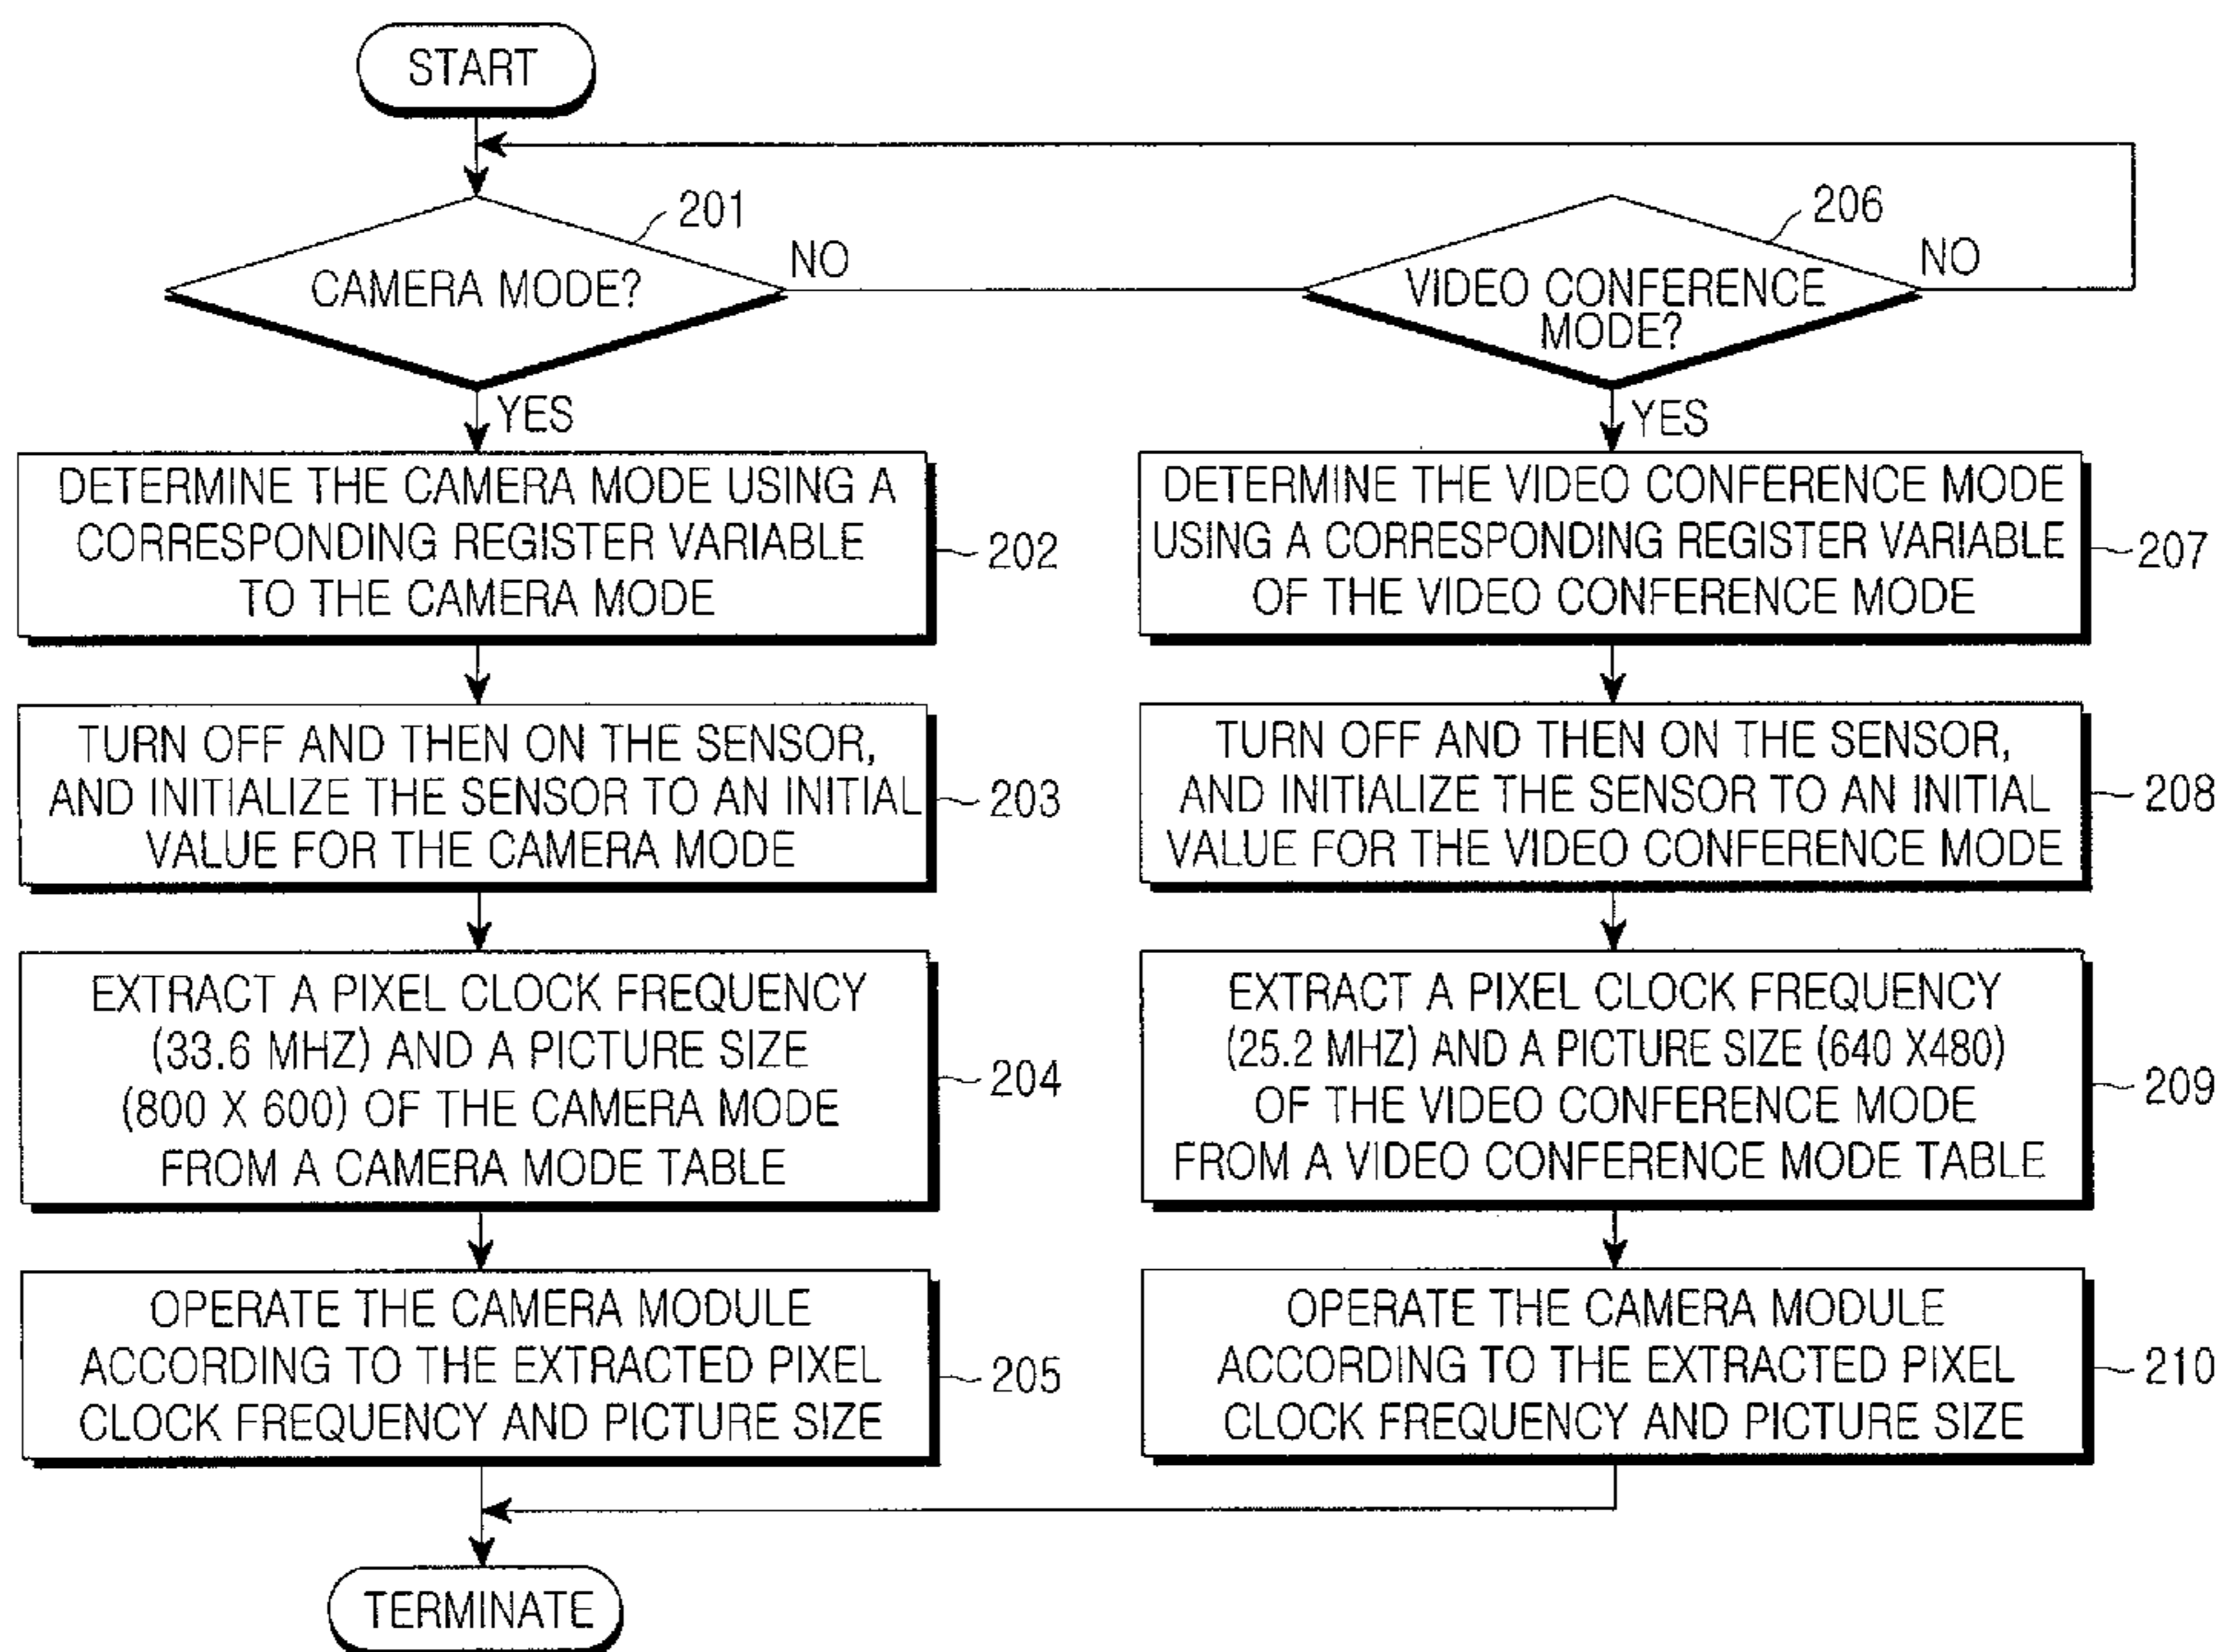 START
201
CAMERA MODE?
NO
YES
206
VIDEO CONFERENCE
MODE?
NO
YES
DETERMINE THE CAMERA MODE USING A
CORRESPONDING REGISTER VARIABLE
TO THE CAMERA MODE
202
TURN OFF AND THEN ON THE SENSOR,
AND INITIALIZE THE SENSOR TO AN INITIAL
VALUE FOR THE CAMERA MODE
203
EXTRACT A PIXEL CLOCK FREQUENCY
(33.6 MHZ) AND A PICTURE SIZE
(800 X 600) OF THE CAMERA MODE
FROM A CAMERA MODE TABLE
204
OPERATE THE CAMERA MODULE
ACCORDING TO THE EXTRACTED PIXEL
CLOCK FREQUENCY AND PICTURE SIZE
205
DETERMINE THE VIDEO CONFERENCE MODE
USING A CORRESPONDING REGISTER VARIABLE
OF THE VIDEO CONFERENCE MODE
207
TURN OFF AND THEN ON THE SENSOR,
AND INITIALIZE THE SENSOR TO AN INITIAL
VALUE FOR THE VIDEO CONFERENCE MODE
208
EXTRACT A PIXEL CLOCK FREQUENCY
(25.2 MHZ) AND A PICTURE SIZE (640 X480)
OF THE VIDEO CONFERENCE MODE
FROM A VIDEO CONFERENCE MODE TABLE
209
OPERATE THE CAMERA MODULE
ACCORDING TO THE EXTRACTED PIXEL
CLOCK FREQUENCY AND PICTURE SIZE
210
TERMINATE